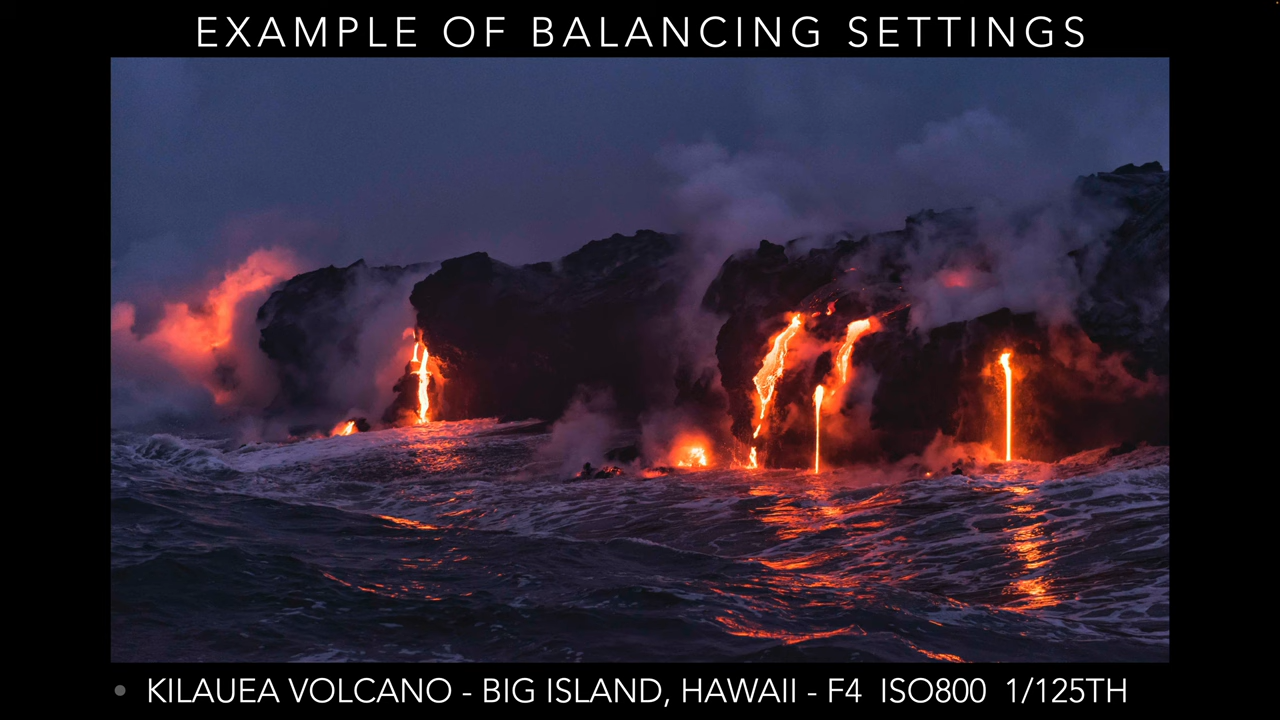 EXAMPLE OF BALANCING SETTINGS
• KILAUEA VOLCANO - BIG ISLAND, HAWAII - F4 ISO800 1/125TH